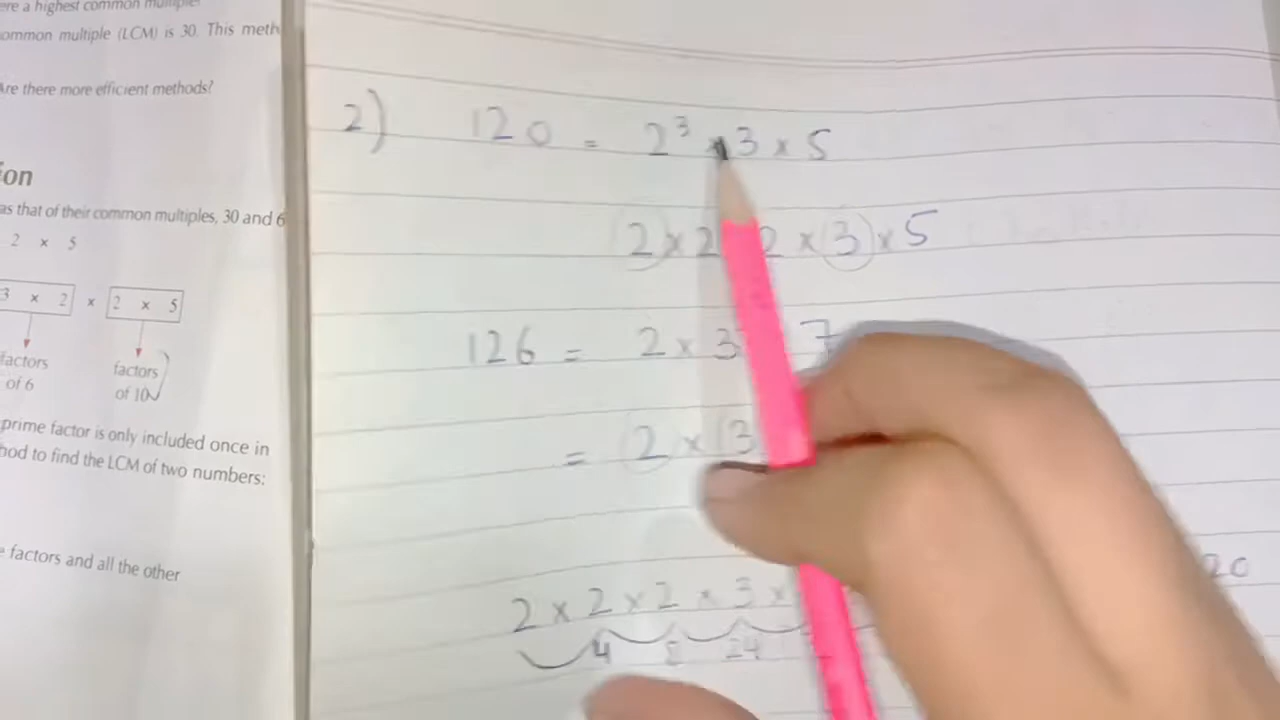 ere a highest common multiple
ommon multiple (LCM) is 30. This meth
Are there more efficient methods?
ion
as that of their common multiples, 30 and 6
2 × 5
3 × 2 × 2 × 5
factors of 6
factors of 10
prime factor is only included once in
hod to find the LCM of two numbers:
e factors and all the other
2) 120 = 2³ × 3 × 5
2 × 2 2 × 3 × 5
126 = 2 × 3 7
= 2 × 3
2 × 2 × 2 × 3 ×
4 8 24
20